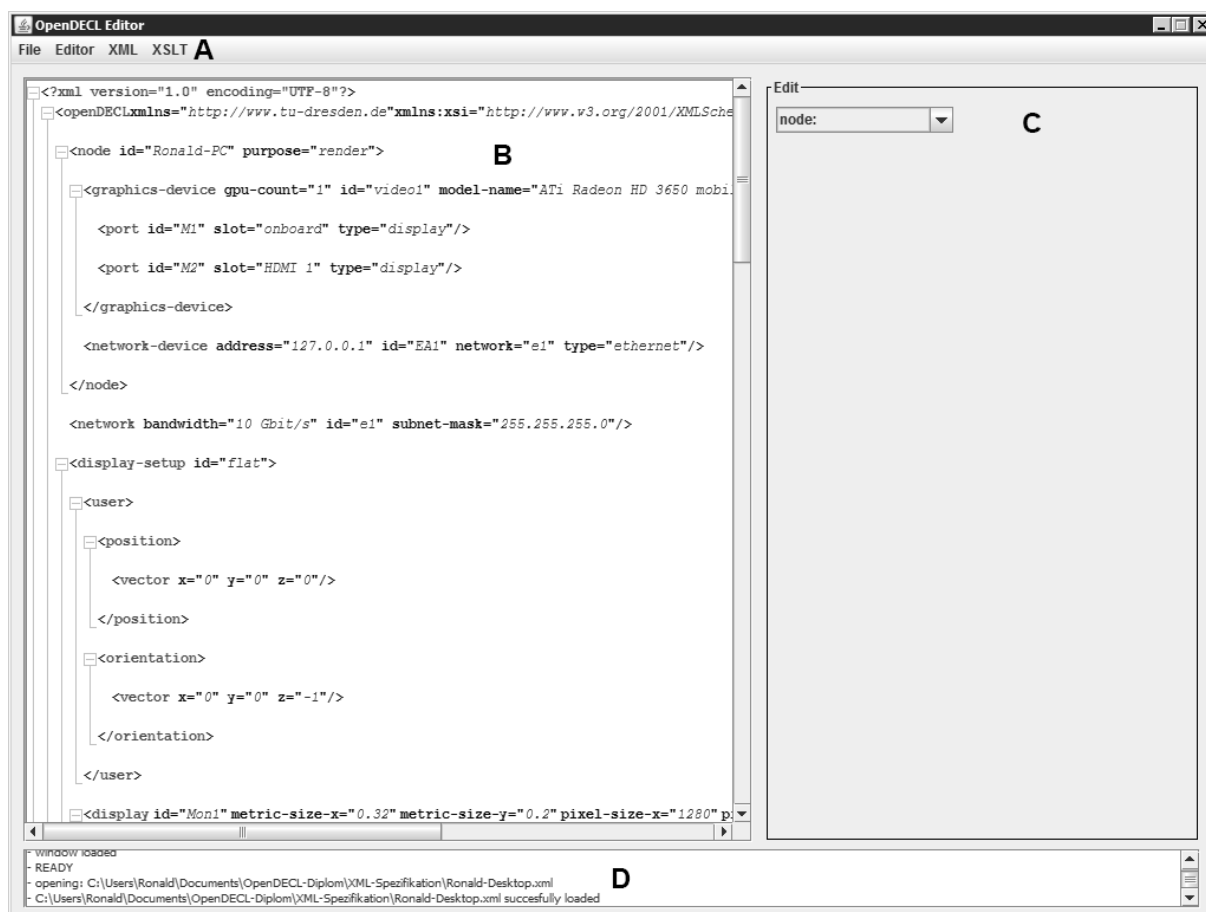 OpenDECL Editor
File Editor XML XSLT A
<?xml version="1.0" encoding="UTF-8"?>
<openDECLxmlns="http://www.tu-dresden.de"xmlns:xsi="http://www.w3.org/2001/XMLSche
<node id="Ronald-PC" purpose="render">
B
<graphics-device gpu-count="1" id="video1" model-name="ATi Radeon HD 3650 mobi
<port id="M1" slot="onboard" type="display"/>
<port id="M2" slot="HDMI 1" type="display"/>
</graphics-device>
<network-device address="127.0.0.1" id="EA1" network="e1" type="ethernet"/>
</node>
<network bandwidth="10 Gbit/s" id="e1" subnet-mask="255.255.255.0"/>
<display-setup id="flat">
<user>
<position>
<vector x="0" y="0" z="0"/>
</position>
<orientation>
<vector x="0" y="0" z="-1"/>
</orientation>
</user>
<display id="Mon1" metric-size-x="0.32" metric-size-y="0.2" pixel-size-x="1280" p
Edit
node:
C
- window loaded
- READY
- opening: C:\Users\Ronald\Documents\OpenDECL-Diplom\XML-Spezifikation\Ronald-Desktop.xml
- C:\Users\Ronald\Documents\OpenDECL-Diplom\XML-Spezifikation\Ronald-Desktop.xml succesfully loaded
D